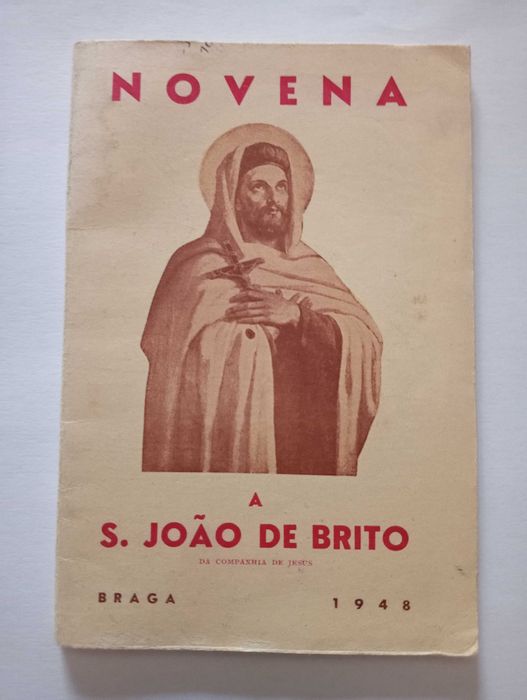 NOVENA
A
S. JOÃO DE BRITO
DA COMPANHIA DE JESUS
BRAGA 1948